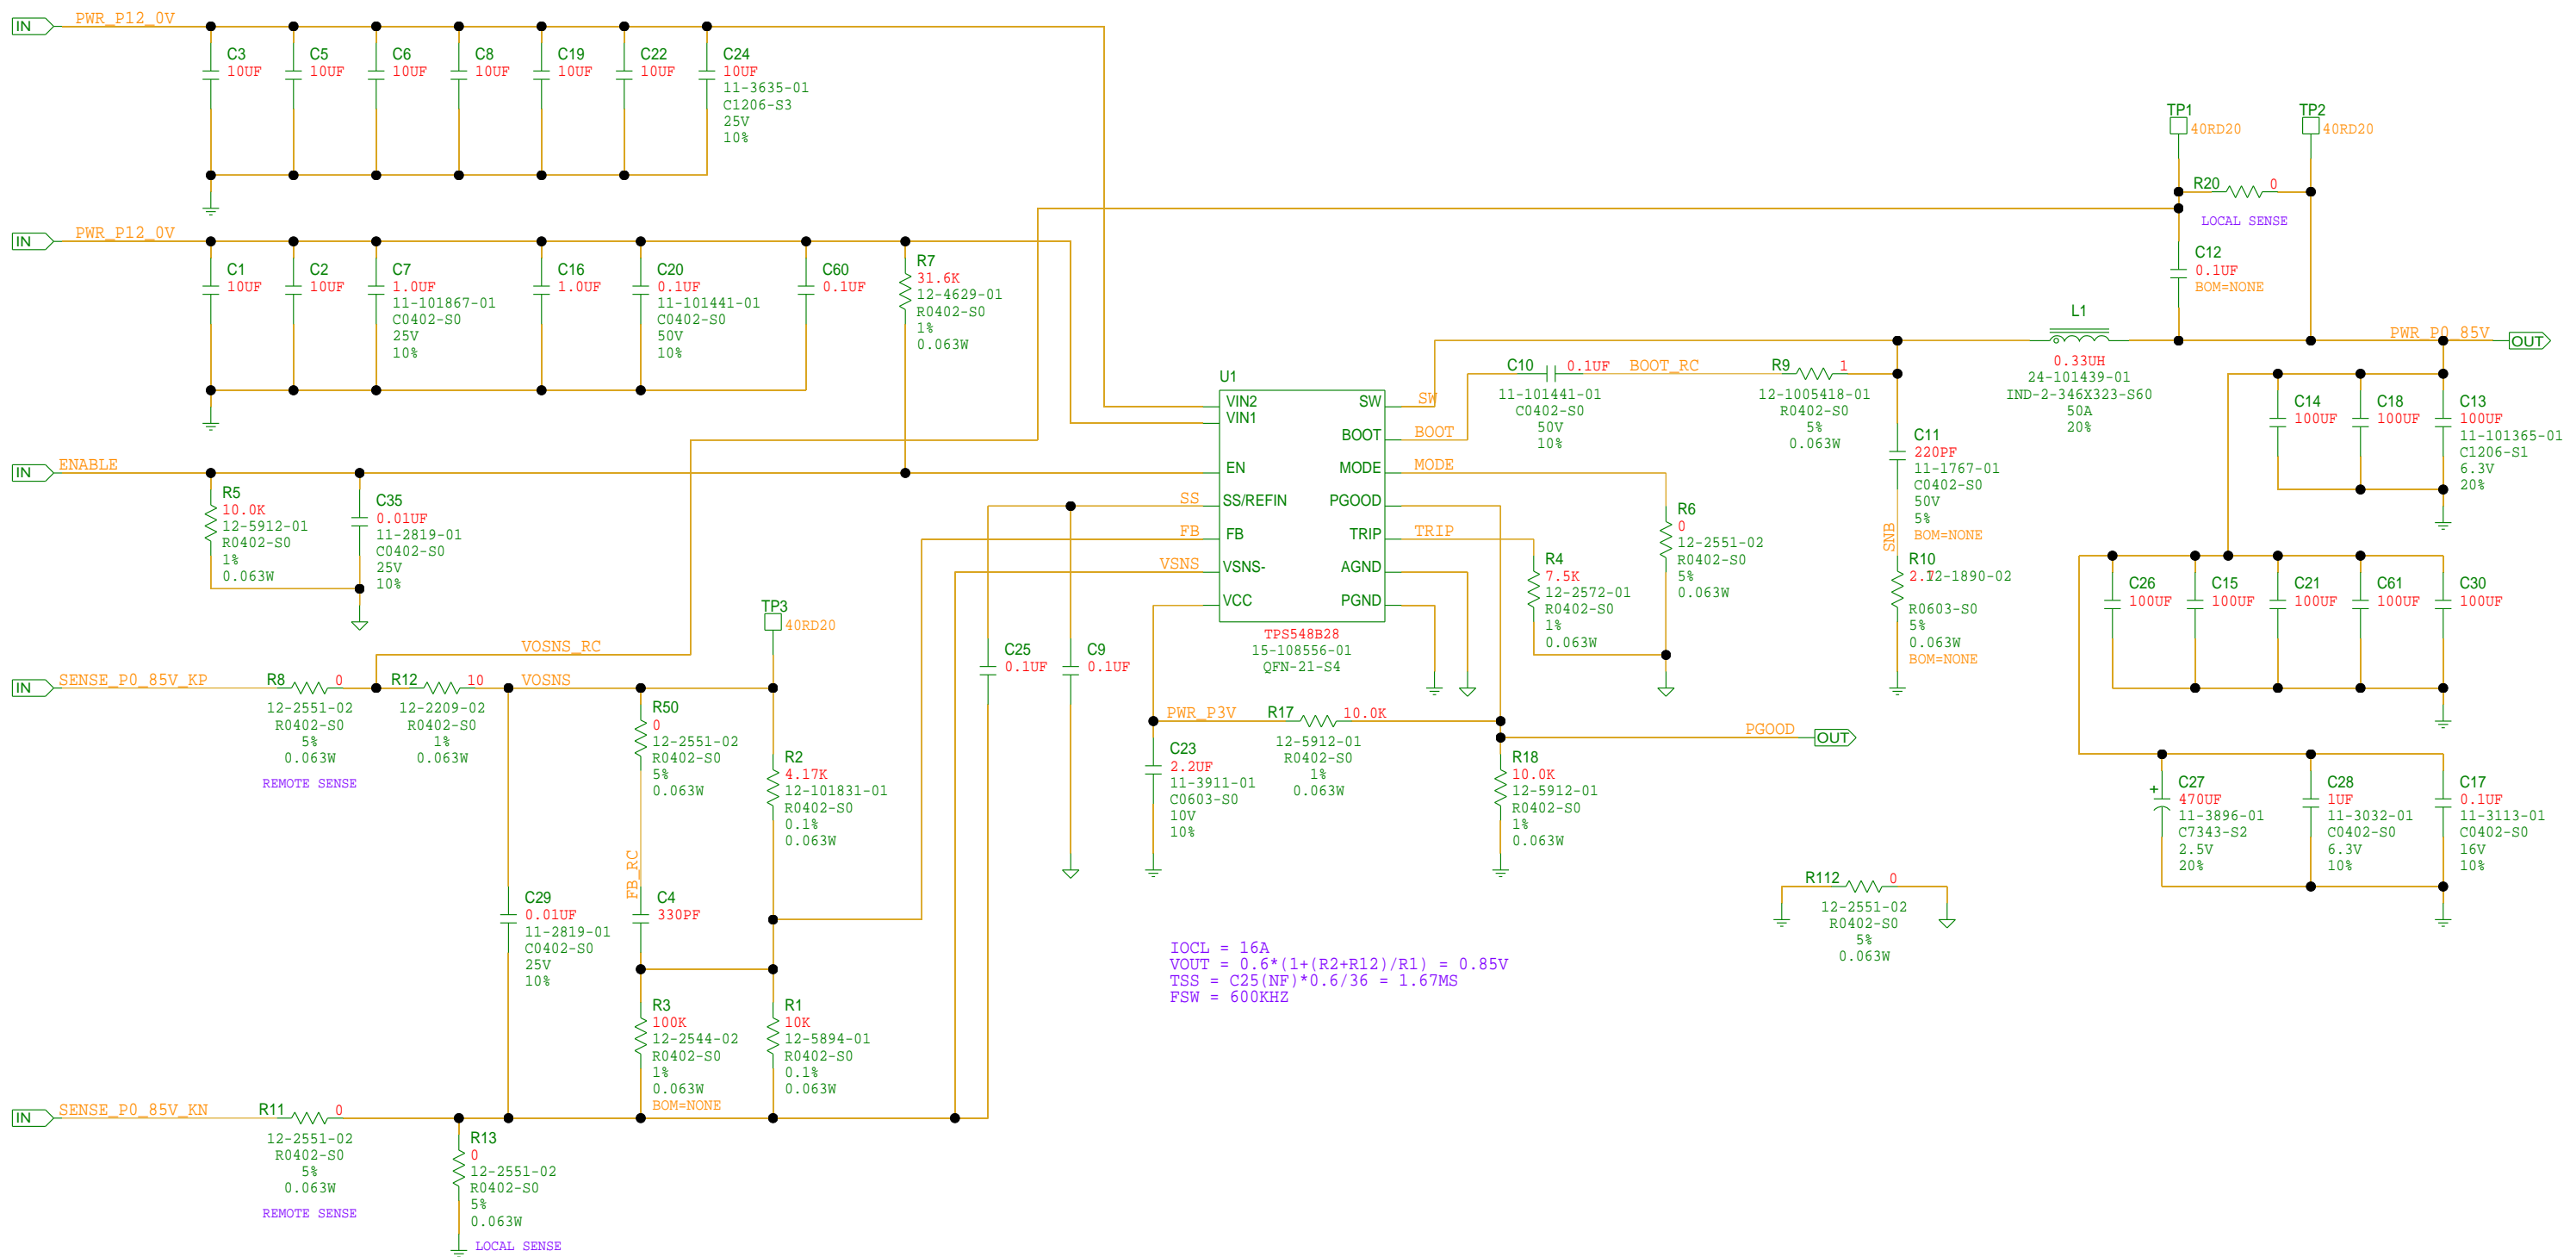 IN
PWR_P12_0V
C3
10UF
C5
10UF
C6
10UF
C8
10UF
C19
10UF
C22
10UF
C24
10UF
11-3635-01
C1206-S3
25V
10%
IN
PWR_P12_0V
C1
10UF
C2
10UF
C7
1.0UF
11-101867-01
C0402-S0
25V
10%
C16
1.0UF
C20
0.1UF
11-101441-01
C0402-S0
50V
10%
C60
0.1UF
R7
31.6K
12-4629-01
R0402-S0
1%
0.063W
IN
ENABLE
R5
10.0K
12-5912-01
R0402-S0
1%
0.063W
C35
0.01UF
11-2819-01
C0402-S0
25V
10%
IN
SENSE_P0_85V_KP
R8
0
12-2551-02
R0402-S0
5%
0.063W
REMOTE SENSE
VOSNS_RC
R12
10
12-2209-02
R0402-S0
1%
0.063W
VOSNS
TP3
40RD20
R50
0
12-2551-02
R0402-S0
5%
0.063W
FB_RC
C4
330PF
R2
4.17K
12-101831-01
R0402-S0
0.1%
0.063W
C29
0.01UF
11-2819-01
C0402-S0
25V
10%
R3
100K
12-2544-02
R0402-S0
1%
0.063W
BOM=NONE
R1
10K
12-5894-01
R0402-S0
0.1%
0.063W
IN
SENSE_P0_85V_KN
R11
0
12-2551-02
R0402-S0
5%
0.063W
REMOTE SENSE
R13
0
12-2551-02
R0402-S0
5%
0.063W
LOCAL SENSE
C25
0.1UF
C9
0.1UF
SS
FB
VSNS
U1
VIN2
VIN1
EN
SS/REFIN
FB
VSNS-
VCC
SW
BOOT
MODE
PGOOD
TRIP
AGND
PGND
TPS548B28
15-108556-01
QFN-21-S4
SW
BOOT
MODE
TRIP
PWR_P3V
R17
10.0K
12-5912-01
R0402-S0
1%
0.063W
C23
2.2UF
11-3911-01
C0603-S0
10V
10%
R18
10.0K
12-5912-01
R0402-S0
1%
0.063W
PGOOD
OUT
C10
0.1UF
11-101441-01
C0402-S0
50V
10%
BOOT_RC
R9
1
12-1005418-01
R0402-S0
5%
0.063W
R4
7.5K
12-2572-01
R0402-S0
1%
0.063W
R6
0
12-2551-02
R0402-S0
5%
0.063W
C11
220PF
11-1767-01
C0402-S0
50V
5%
BOM=NONE
SNB
R10
12-1890-02
R0603-S0
5%
0.063W
BOM=NONE
L1
0.33UH
24-101439-01
IND-2-346X323-S60
50A
20%
TP1
40RD20
TP2
40RD20
R20
0
LOCAL SENSE
C12
0.1UF
BOM=NONE
PWR_P0_85V
OUT
C14
100UF
C18
100UF
C13
100UF
11-101365-01
C1206-S1
6.3V
20%
C26
100UF
C15
100UF
C21
100UF
C61
100UF
C30
100UF
+
C27
470UF
11-3896-01
C7343-S2
2.5V
20%
C28
1UF
11-3032-01
C0402-S0
6.3V
10%
C17
0.1UF
11-3113-01
C0402-S0
16V
10%
R112
0
12-2551-02
R0402-S0
5%
0.063W
IOCL = 16A
VOUT = 0.6*(1+(R2+R12)/R1) = 0.85V
TSS = C25(NF)*0.6/36 = 1.67MS
FSW = 600KHZ